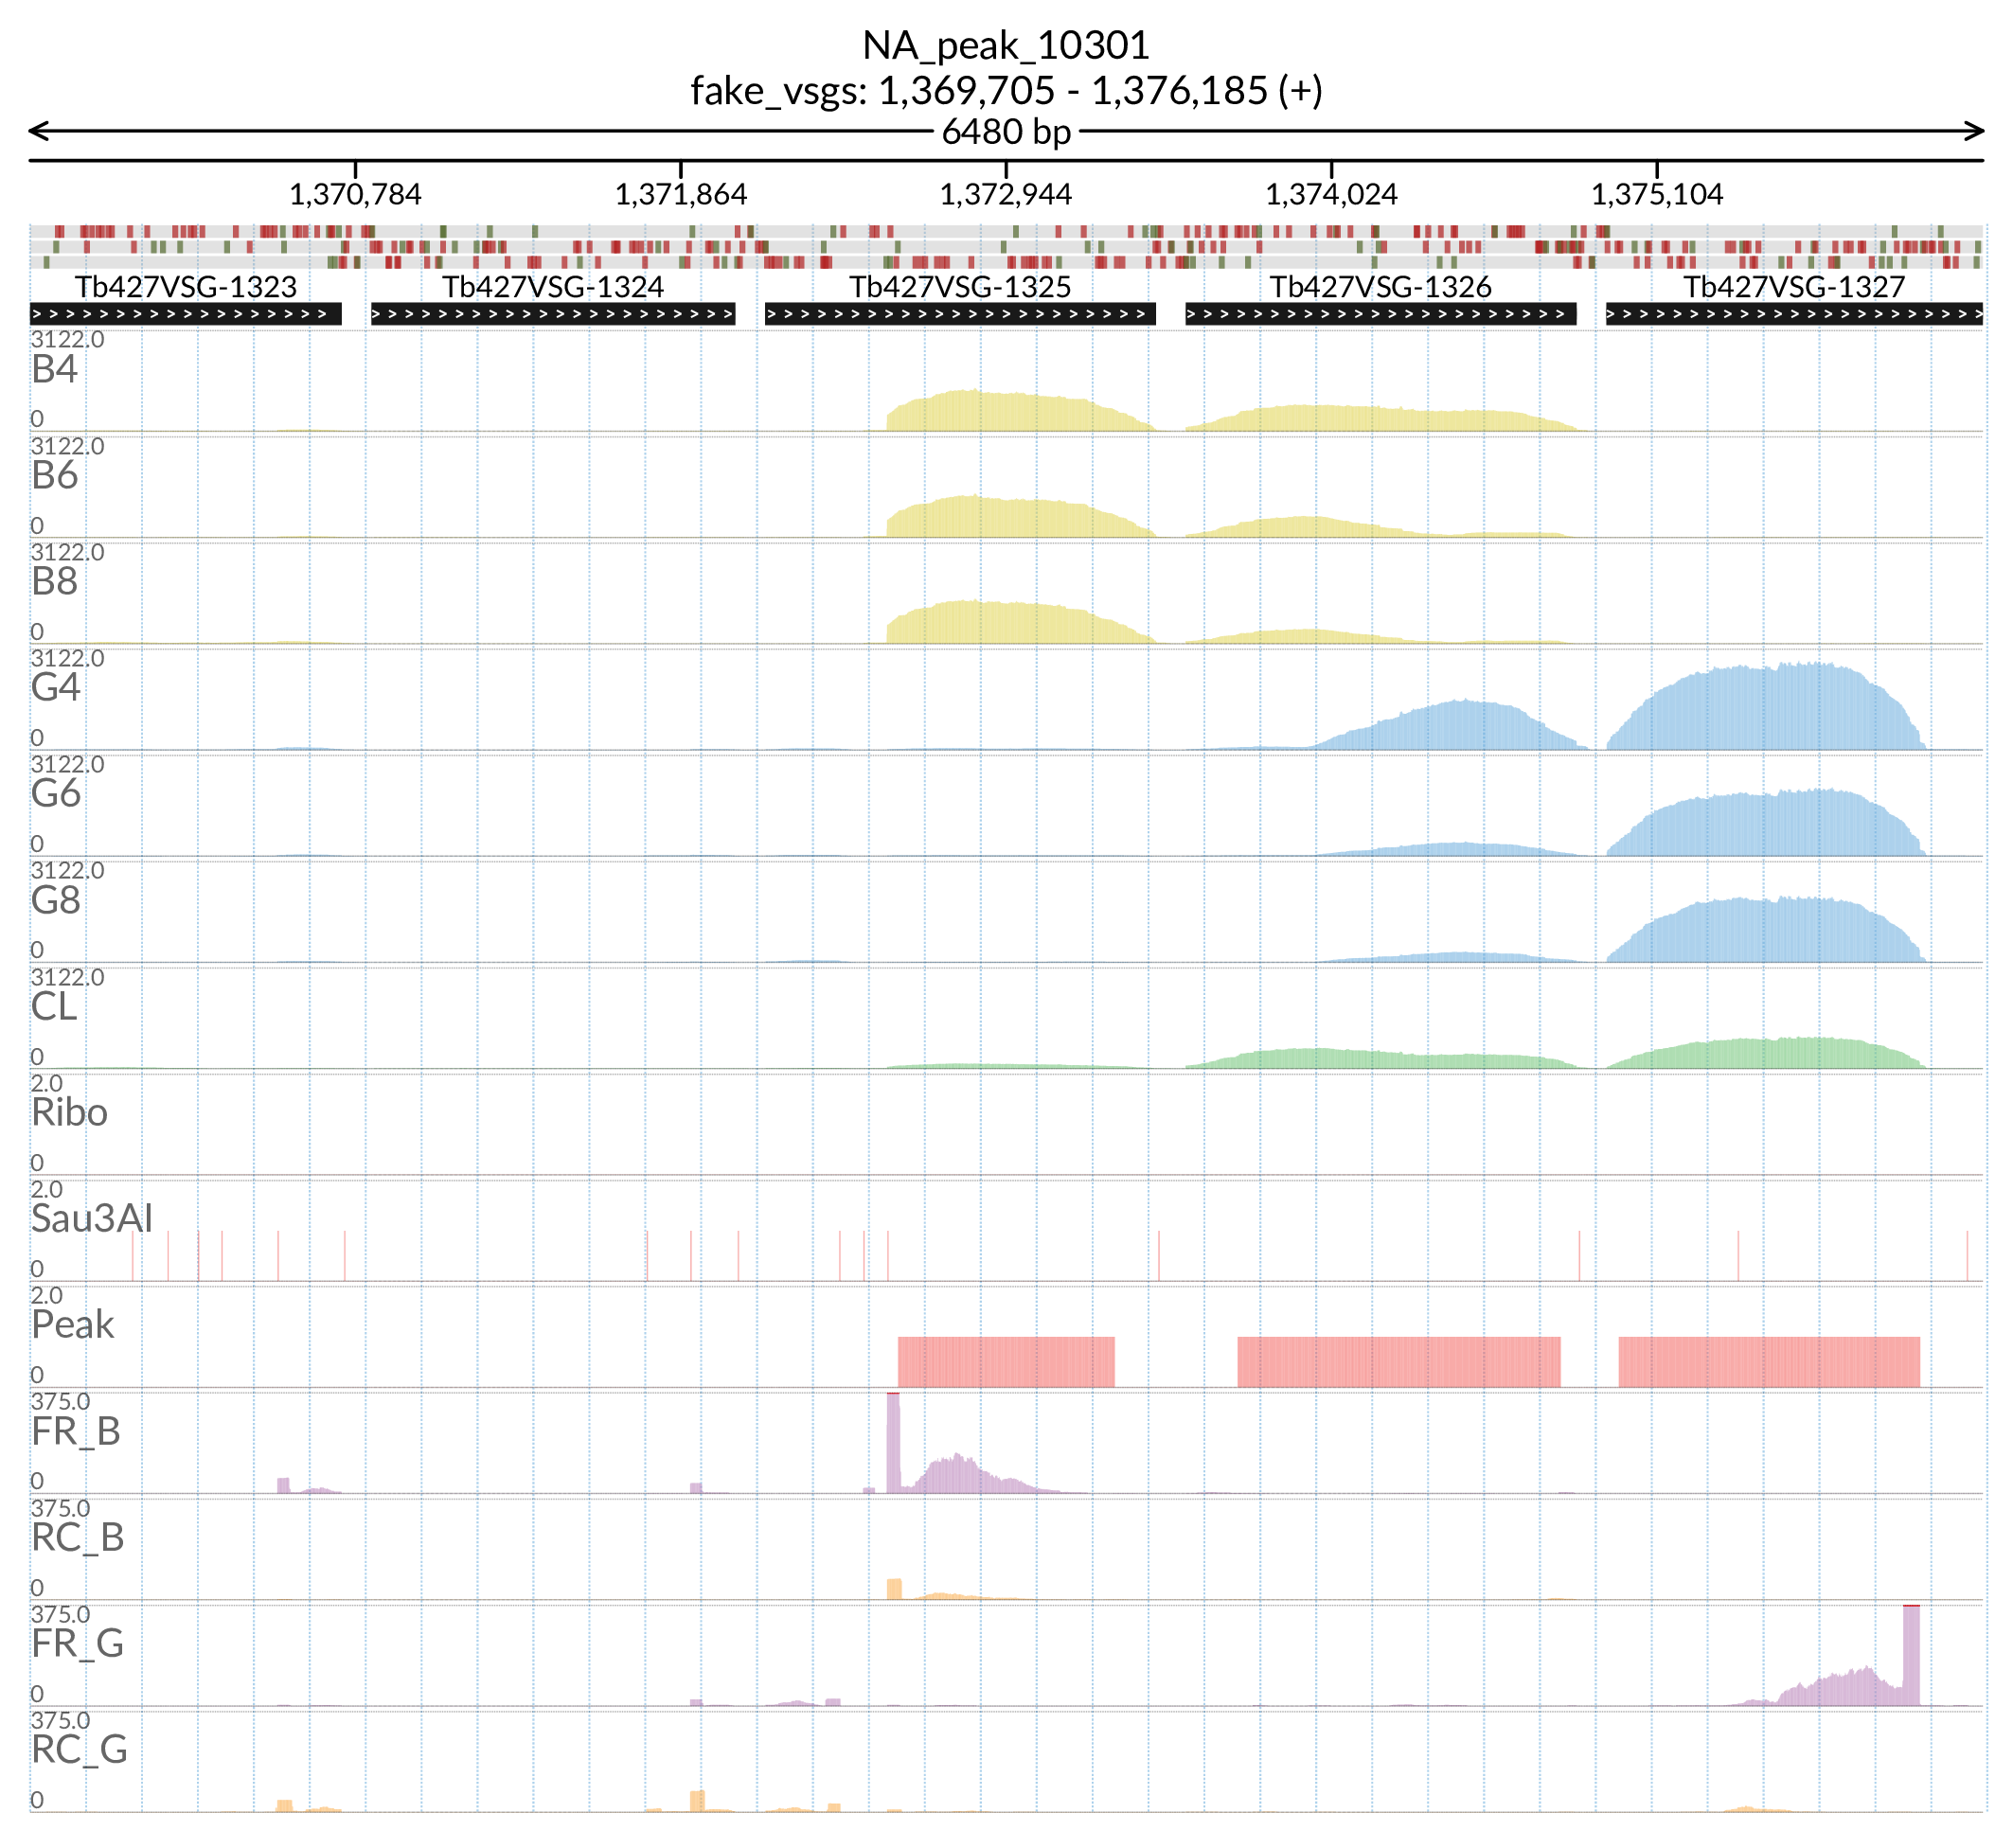 NA_peak_10301
fake_vsgs: 1,369,705 - 1,376,185 (+)
6480 bp
1,370,784 1,371,864 1,372,944 1,374,024 1,375,104
Tb427VSG-1323 Tb427VSG-1324 Tb427VSG-1325 Tb427VSG-1326 Tb427VSG-1327
3122.0
B4
0
3122.0
B6
0
3122.0
B8
0
3122.0
G4
0
3122.0
G6
0
3122.0
G8
0
3122.0
CL
0
2.0
Ribo
0
2.0
Sau3AI
0
2.0
Peak
0
375.0
FR_B
0
375.0
RC_B
0
375.0
FR_G
0
375.0
RC_G
0